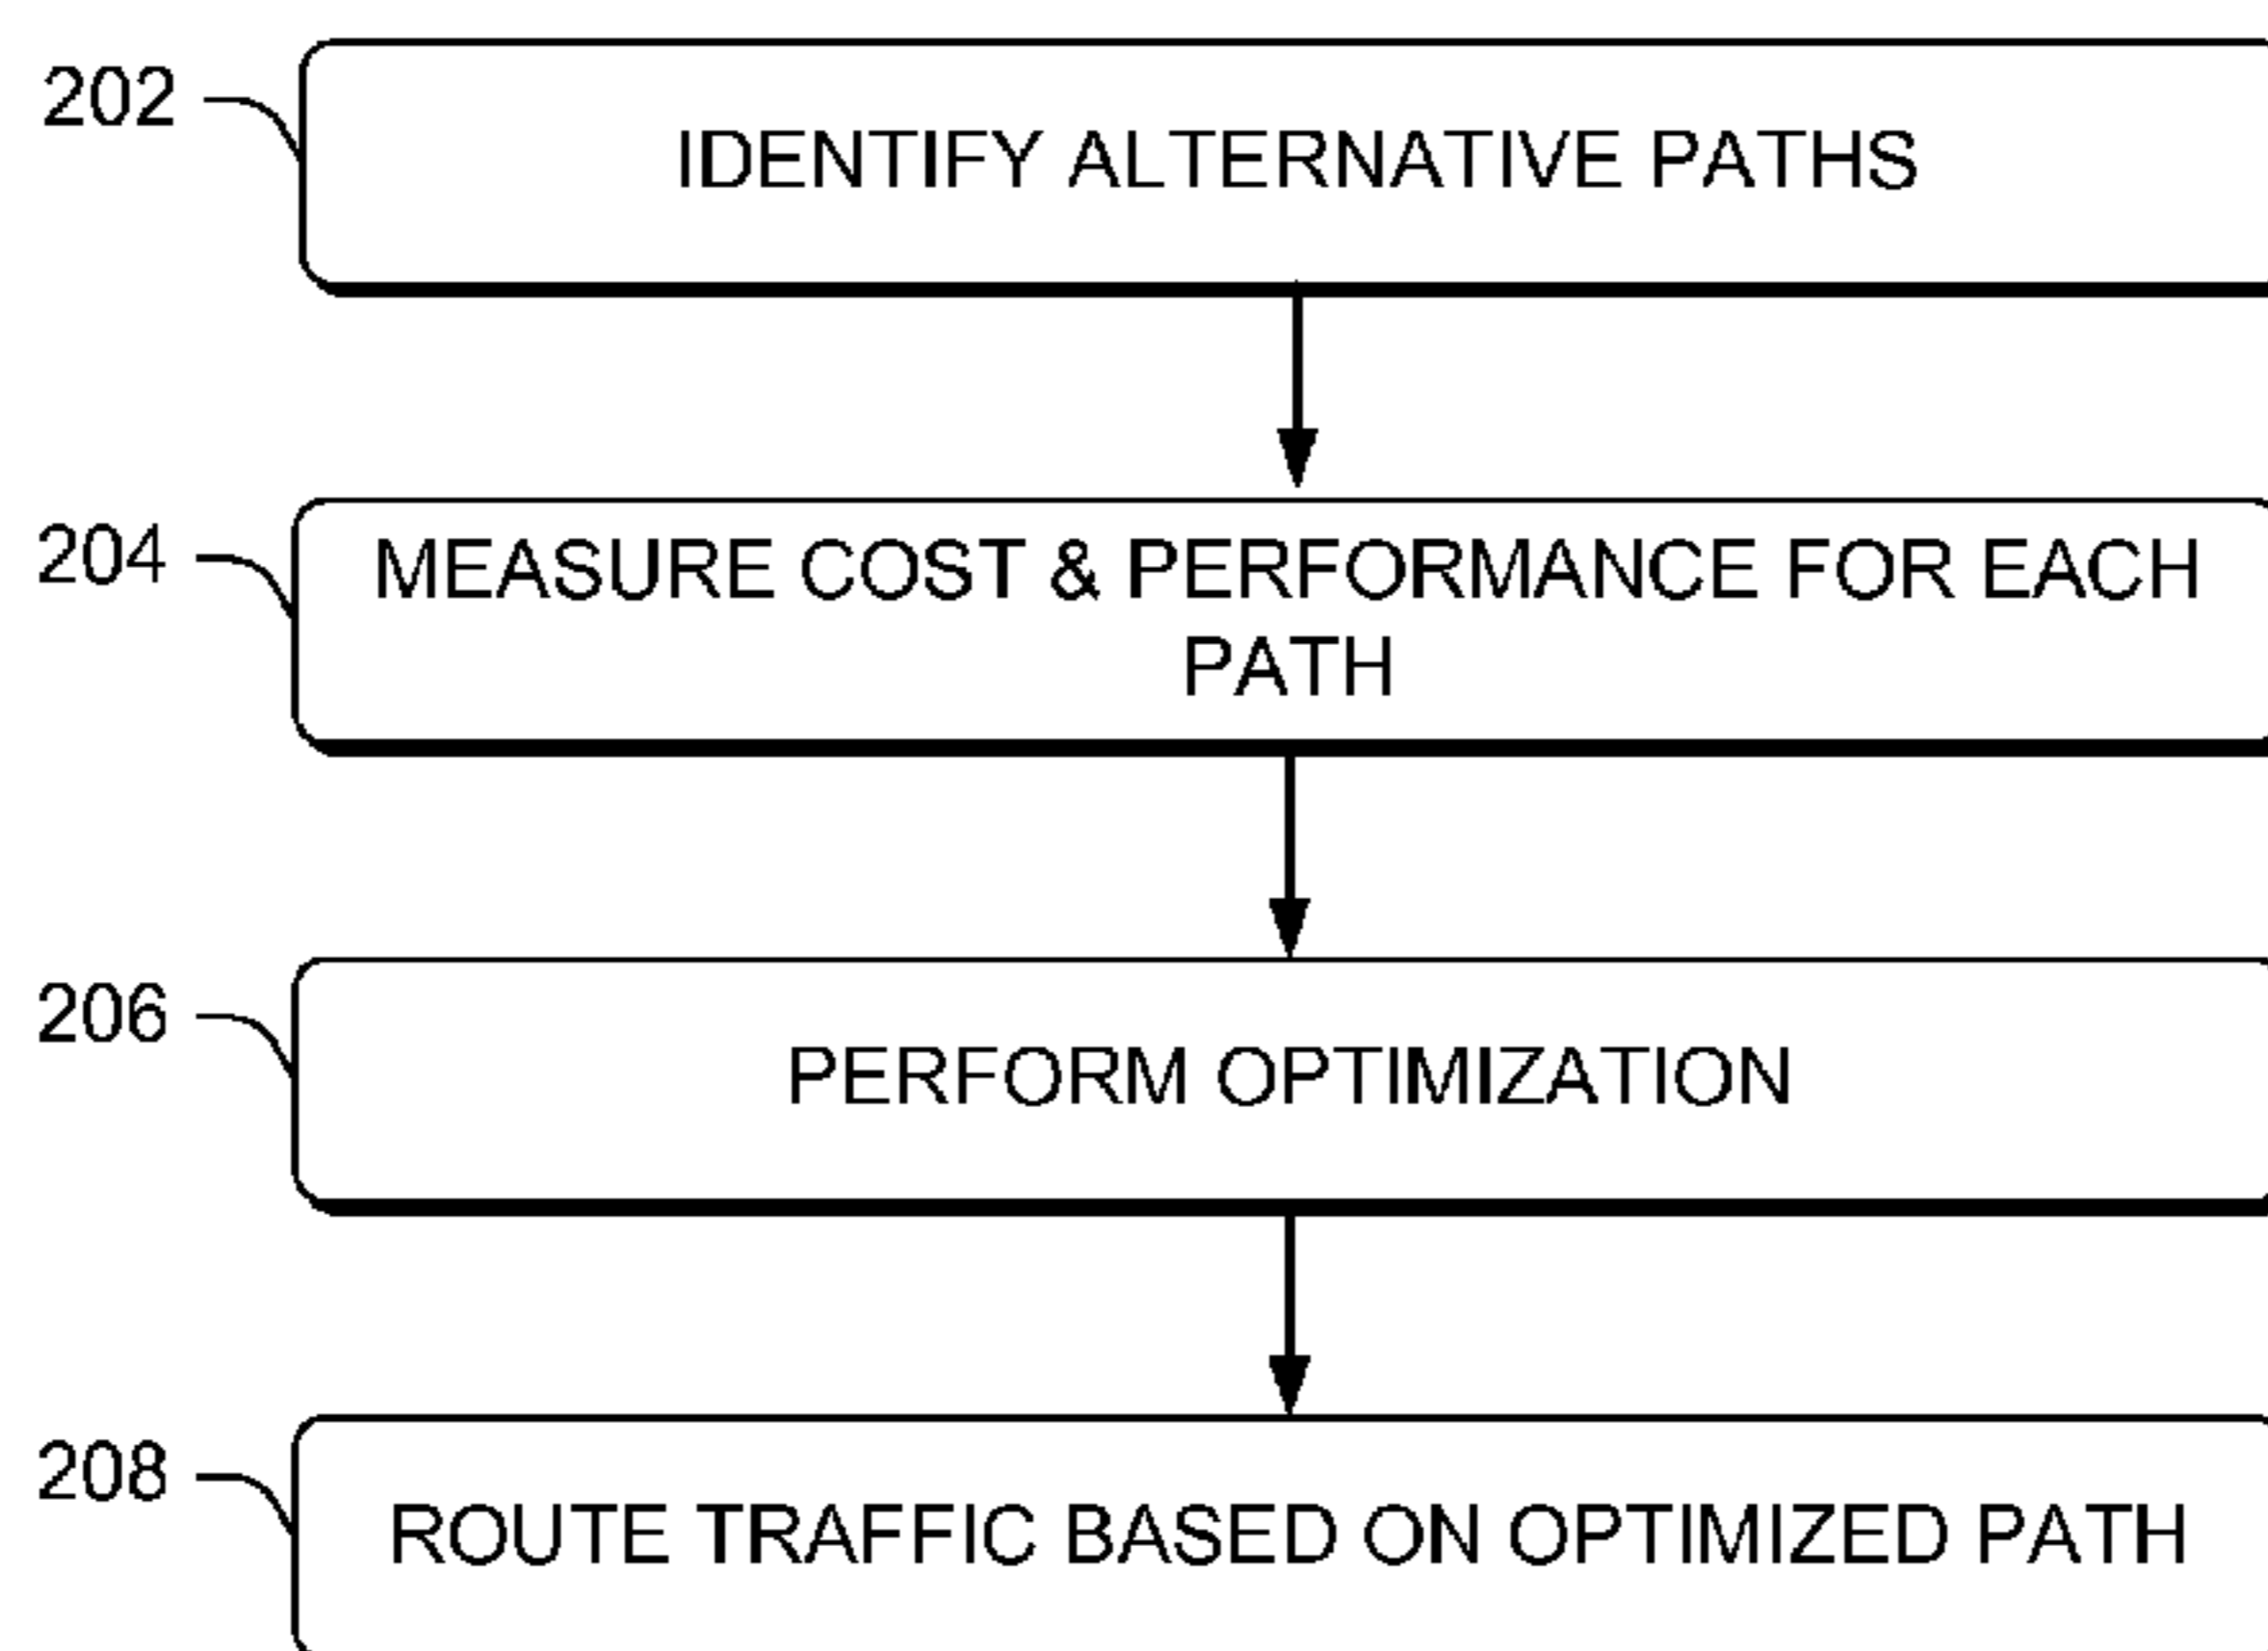 202
IDENTIFY ALTERNATIVE PATHS
204
MEASURE COST & PERFORMANCE FOR EACH
PATH
206
PERFORM OPTIMIZATION
208
ROUTE TRAFFIC BASED ON OPTIMIZED PATH